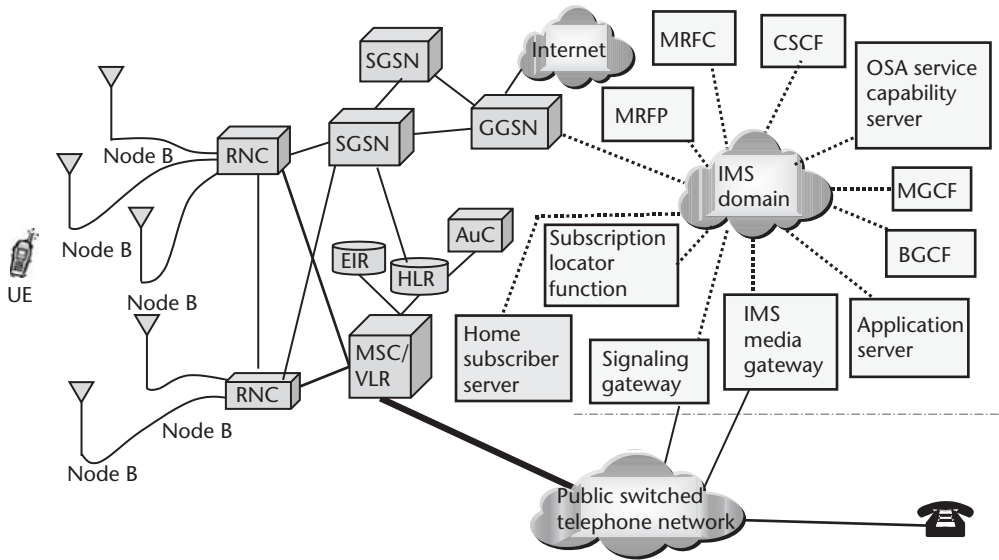 SGSN
Internet
MRFC
CSCF
OSA service
capability
server
Node B
RNC
SGSN
GGSN
MRFP
IMS
domain
MGCF
Node B
Node B
UE
EIR
HLR
AuC
Subscription
locator
function
BGCF
MSC/
VLR
Home
subscriber
server
Signaling
gateway
IMS
media
gateway
Application
server
RNC
Node B
Node B
Public switched
telephone network